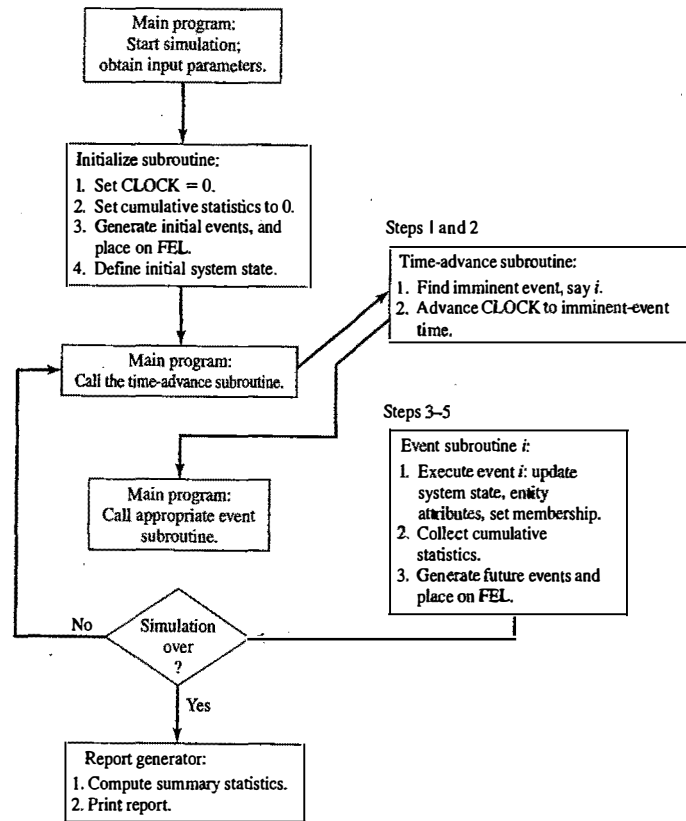 Main program:
Start simulation;
obtain input parameters.
Initialize subroutine:
1. Set CLOCK = 0.
2. Set cumulative statistics to 0.
3. Generate initial events, and
place on FEL.
4. Define initial system state.
Steps 1 and 2
Time-advance subroutine:
1. Find imminent event, say i.
2. Advance CLOCK to imminent-event
time.
Main program:
Call the time-advance subroutine.
Steps 3–5
Event subroutine i:
1. Execute event i: update
system state, entity
attributes, set membership.
2. Collect cumulative
statistics.
3. Generate future events and
place on FEL.
Main program:
Call appropriate event
subroutine.
No
Simulation
over
?
Yes
Report generator:
1. Compute summary statistics.
2. Print report.